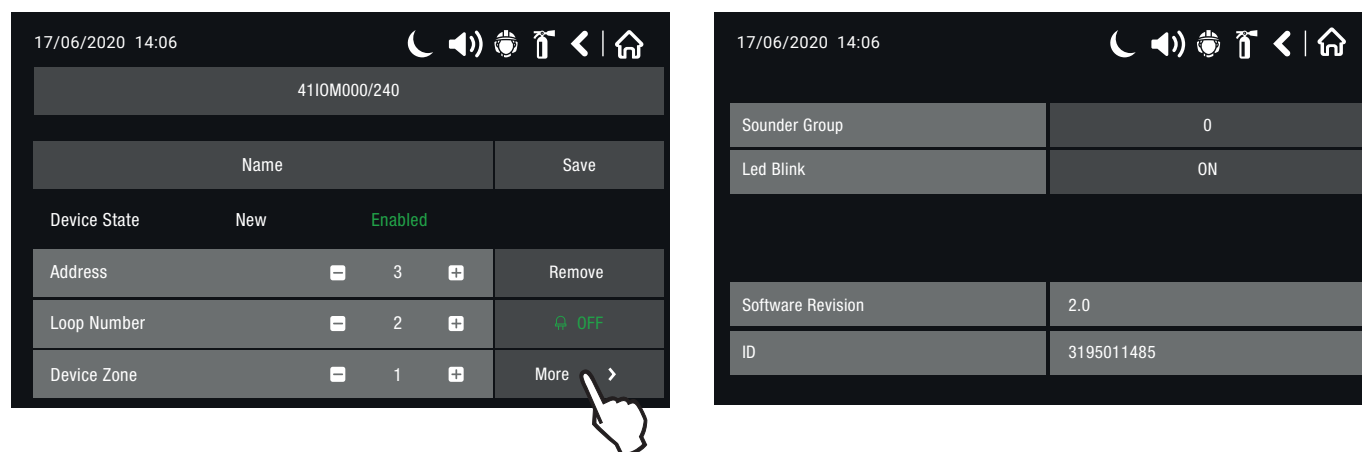 17/06/2020 14:06
41IOM000/240
Name Save
Device State New Enabled
Address 3 Remove
Loop Number 2 OFF
Device Zone 1 More
17/06/2020 14:06
Sounder Group 0
Led Blink ON
Software Revision 2.0
ID 3195011485